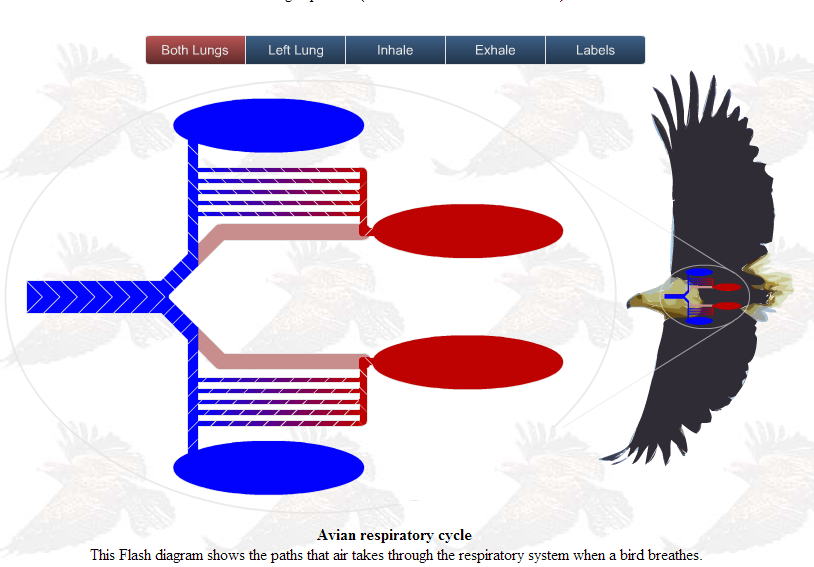 Both Lungs Left Lung Inhale Exhale Labels
Avian respiratory cycle
This Flash diagram shows the paths that air takes through the respiratory system when a bird breathes.